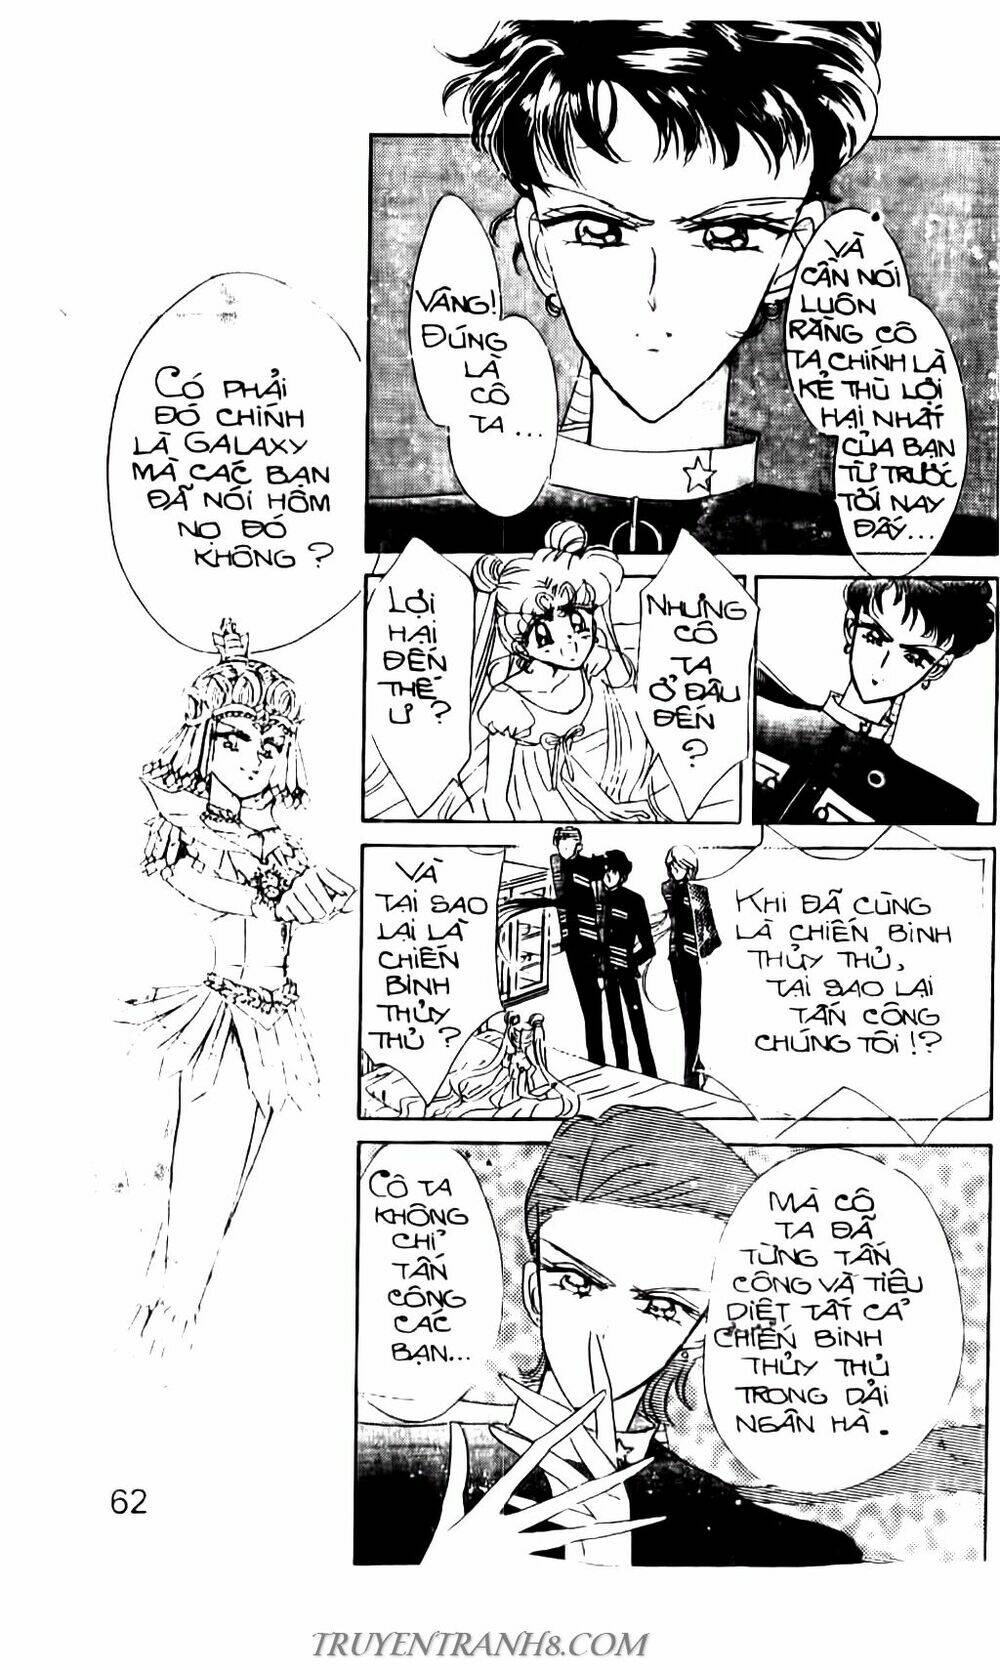 CÓ PHẢI
ĐÓ CHÍNH
LÀ GALAXY
MÀ CÁC BẠN
ĐÃ NÓI HÔM
NỌ ĐÓ
KHÔNG?
VÂNG!
ĐÚNG
LÀ
CÔ
TA...
VÀ
CẦN NÓI
LUÔN
RẰNG CÔ
TA CHÍNH LÀ
KẺ THÙ LỢI
HẠI NHẤT
CỦA BẠN
TỪ TRƯỚC
TỚI NAY
ĐẤY...
LỢI
HẠI
ĐẾN
THẾ
Ư?
NHƯNG
CÔ
TA
Ở ĐÂU
ĐẾN
?
VÀ
TẠI SAO
LẠI LÀ
CHIẾN
BINH
THỦY
THỦ?
KHI ĐÃ CÙNG
LÀ CHIẾN BINH
THỦY THỦ,
TẠI SAO LẠI
TẤN CÔNG
CHÚNG TÔI!?
CÔ TA
KHÔNG
CHỈ
TẤN
CÔNG
CÁC
BẠN...
MÀ CÔ
TA ĐÃ
TỪNG TẤN
CÔNG VÀ TIÊU
DIỆT TẤT CẢ
CHIẾN BINH
THỦY THỦ
TRONG DẢI
NGÂN HÀ.
62
TRUYENTRANH8.COM